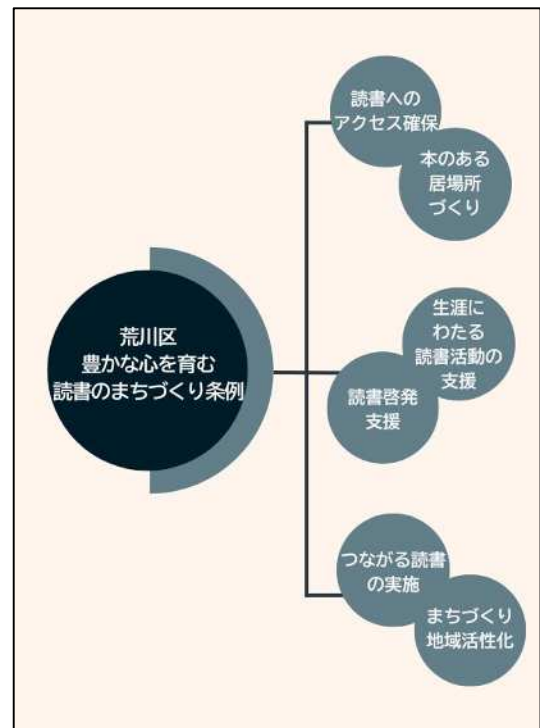 荒川区
豊かな心を育む
読書のまちづくり条例
読書への
アクセス確保
本のある
居場所
づくり
生涯に
わたる
読書活動の
支援
読書啓発
支援
つながる読書
の実施
まちづくり
地域活性化